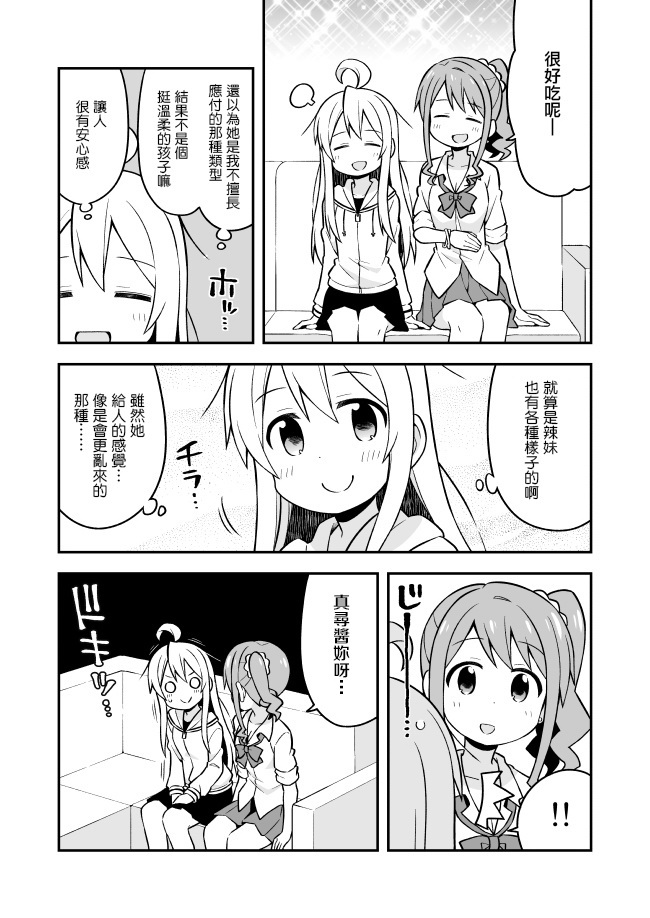 很好吃呢—
還以為她是我不擅長
應付的那種類型
結果不是個
挺溫柔的孩子嘛
讓人
很有安心感
ホッ…
就算是辣妹
也有各種樣子的啊
雖然她
給人的感覺…
像是會更亂來的
那種……
チラ…
じー…
!!
真尋醬妳呀…
ドキッ…